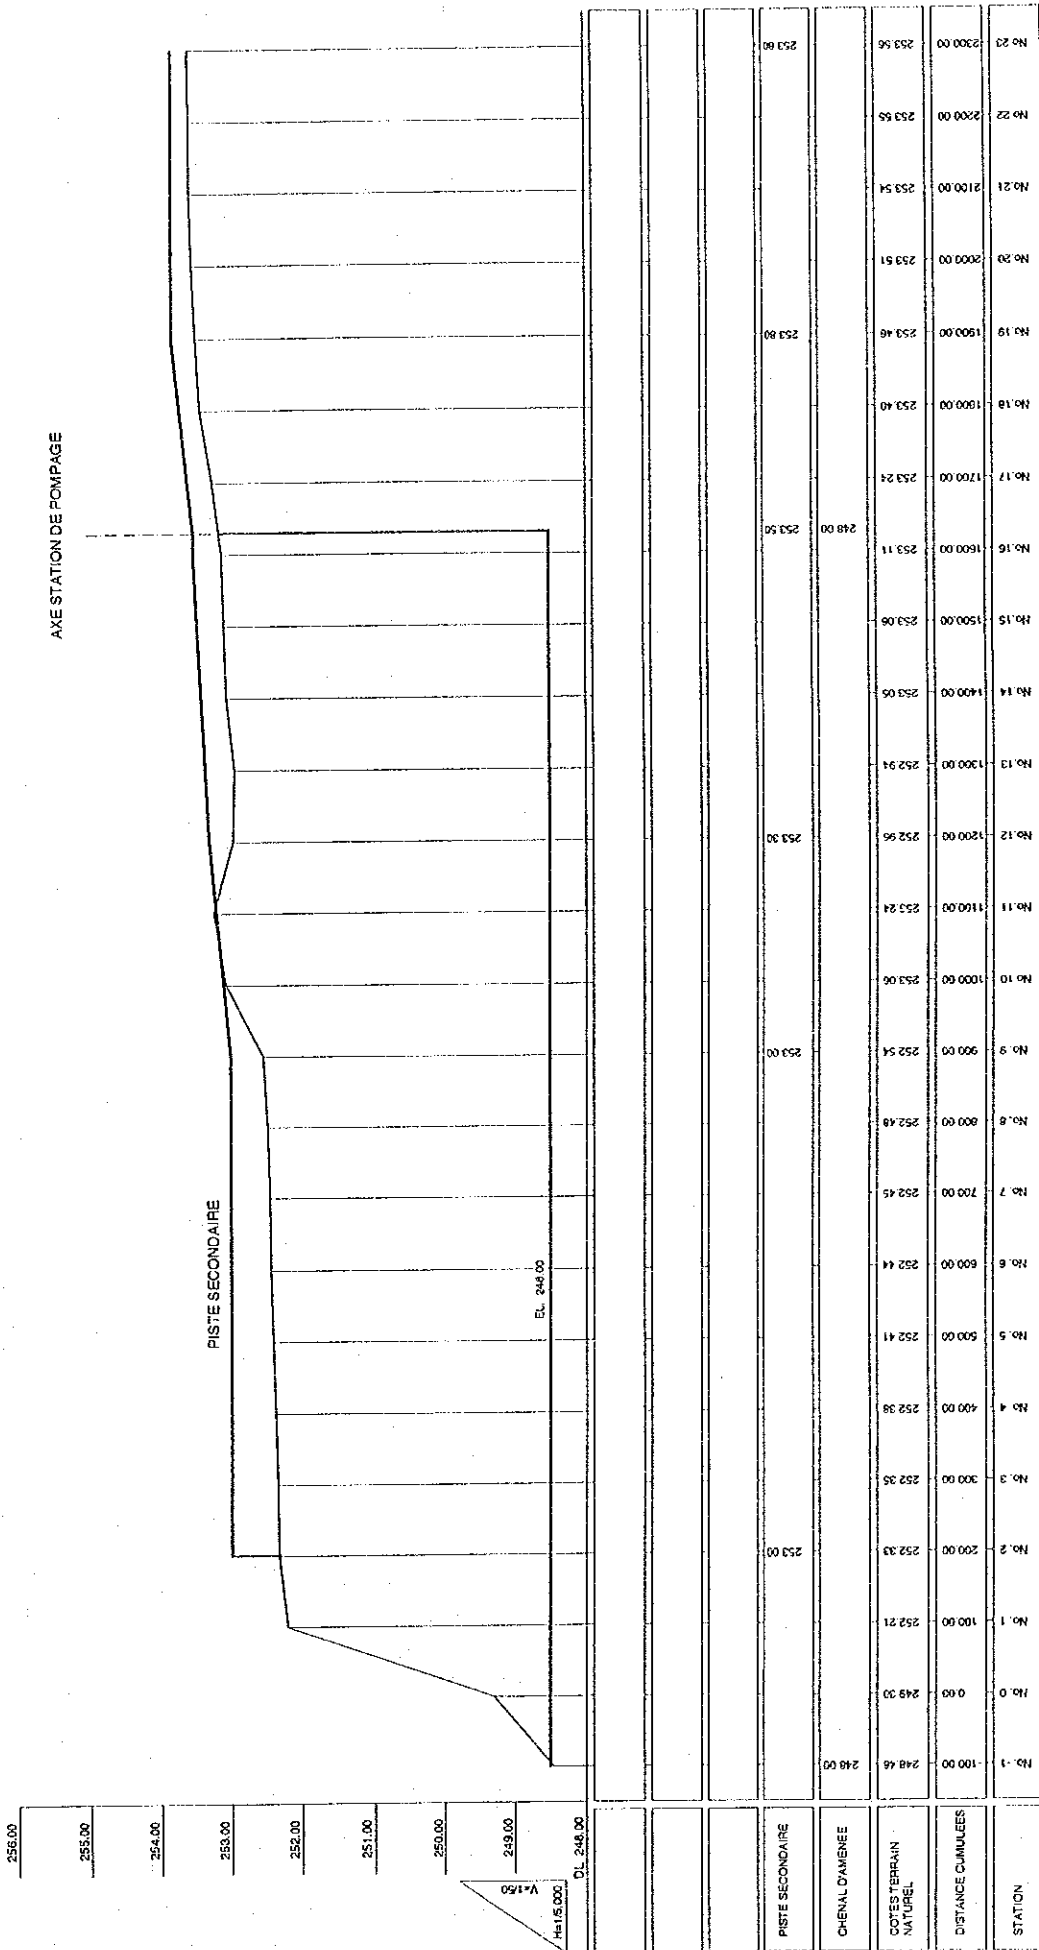 AXE STATION DE POMPAGE
PISTE SECONDAIRE
EL. 248.00
256.00
255.00
254.00
253.00
252.00
251.00
250.00
249.00
DL 248.00
V=1/50
H=1/5,000
PISTE SECONDAIRE
253.00
253.00
253.30
253.50
253.80
253.80
CHENAL D'AMENEE
248.00
248.00
COTES TERRAIN
NATUREL
248.46
249.30
252.21
252.33
252.35
252.38
252.41
252.44
252.45
252.48
252.54
253.06
253.24
252.96
252.94
253.05
253.06
253.11
253.24
253.40
253.46
253.51
253.54
253.55
253.56
DISTANCE CUMULEES
-100.00
0.00
100.00
200.00
300.00
400.00
500.00
600.00
700.00
800.00
900.00
1000.00
1100.00
1200.00
1300.00
1400.00
1500.00
1600.00
1700.00
1800.00
1900.00
2000.00
2100.00
2200.00
2300.00
STATION
No. -1
No. 0
No. 1
No. 2
No. 3
No. 4
No. 5
No. 6
No. 7
No. 8
No. 9
No 10
No.11
No.12
No.13
No.14
No.15
No.16
No.17
No.18
No.19
No.20
No.21
No 22
No 23